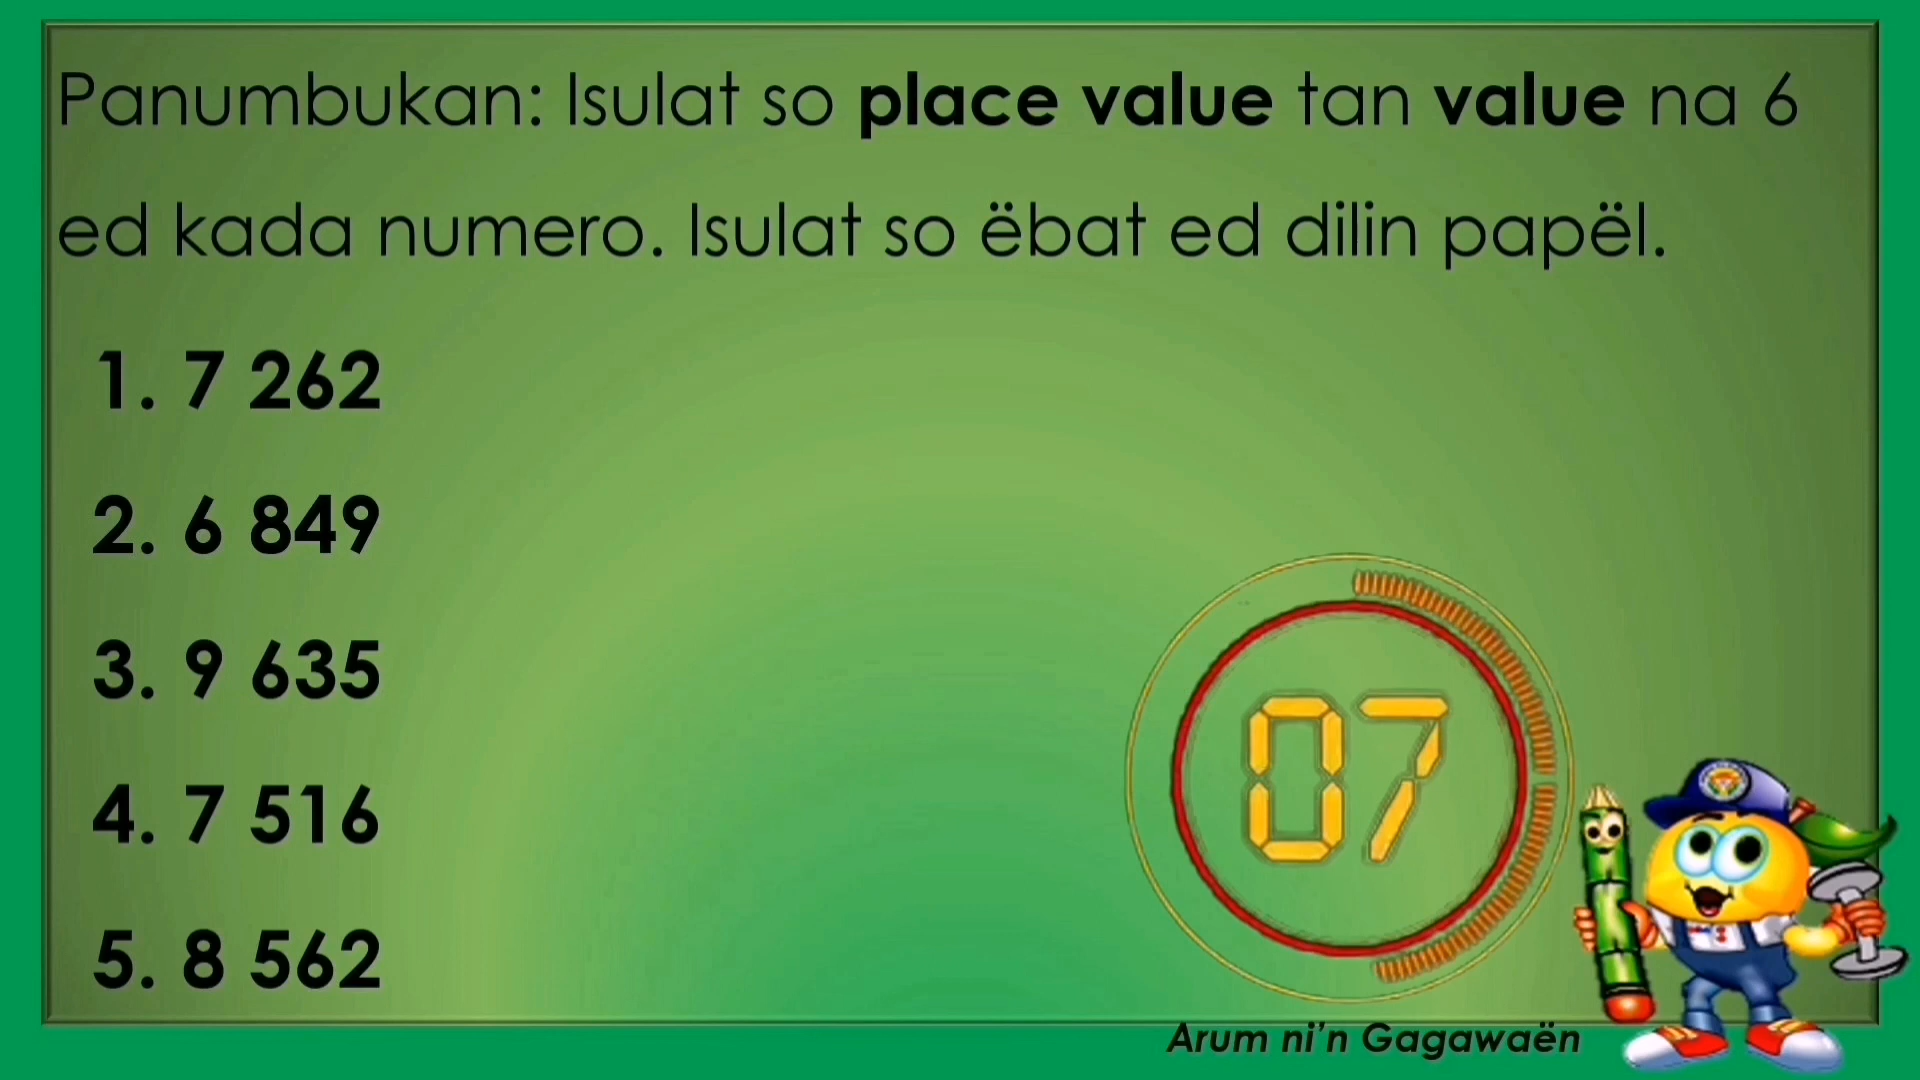 Panumbukan: Isulat so place value tan value na 6
ed kada numero. Isulat so ëbat ed dilin papël.
1. 7 262
2. 6 849
3. 9 635
4. 7 516
5. 8 562
07
Arum ni’n Gagawaën